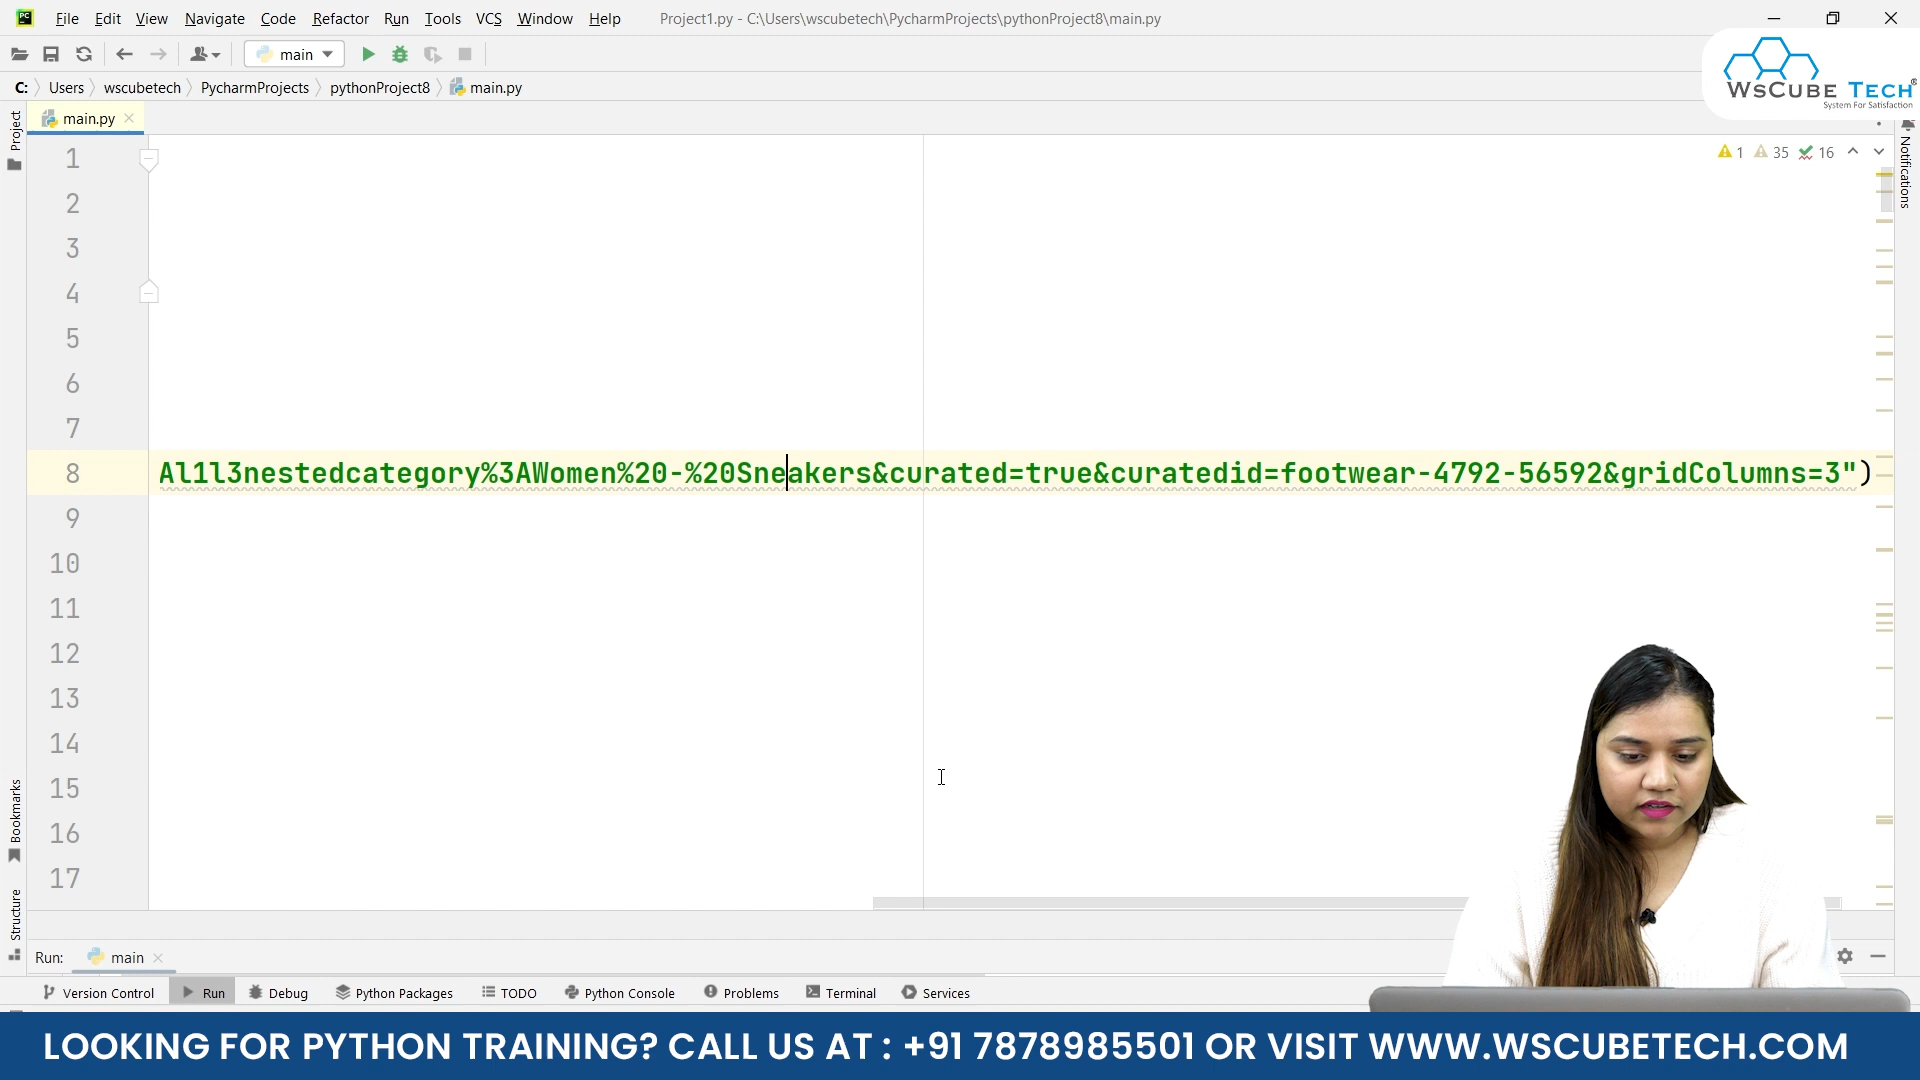 File Edit View Navigate Code Refactor Run Tools VCS Window Help Project1.py - C:\Users\wscubetech\PycharmProjects\pythonProject8\main.py
main
WSCUBE TECH®
System For Satisfaction
C: Users wscubetech PycharmProjects pythonProject8 main.py
Project
main.py
Notifications
1 35 16
1
2
3
4
5
6
7
8 Al1l3nestedcategory%3AWomen%20-%20Sneakers&curated=true&curatedid=footwear-4792-56592&gridColumns=3")
9
10
11
12
13
14
15
16
17
Bookmarks
Structure
Run: main
Version Control Run Debug Python Packages TODO Python Console Problems Terminal Services
LOOKING FOR PYTHON TRAINING? CALL US AT : +91 7878985501 OR VISIT WWW.WSCUBETECH.COM